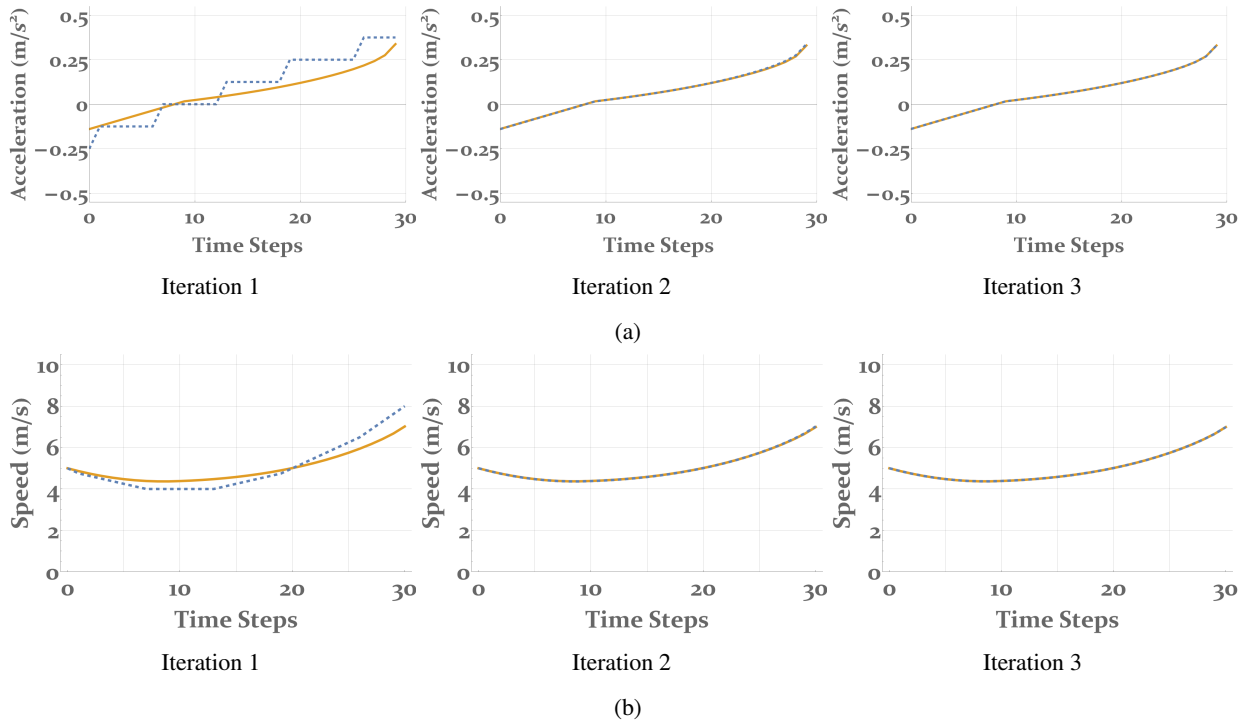 Acceleration (m/s²)
0.5
0.25
0
−0.25
−0.5
0 10 20 30
Time Steps
Iteration 1
Acceleration (m/s²)
0.5
0.25
0
−0.25
−0.5
0 10 20 30
Time Steps
Iteration 2
Acceleration (m/s²)
0.5
0.25
0
−0.25
−0.5
0 10 20 30
Time Steps
Iteration 3
(a)
Speed (m/s)
10
8
6
4
2
0
0 10 20 30
Time Steps
Iteration 1
Speed (m/s)
10
8
6
4
2
0
0 10 20 30
Time Steps
Iteration 2
Speed (m/s)
10
8
6
4
2
0
0 10 20 30
Time Steps
Iteration 3
(b)